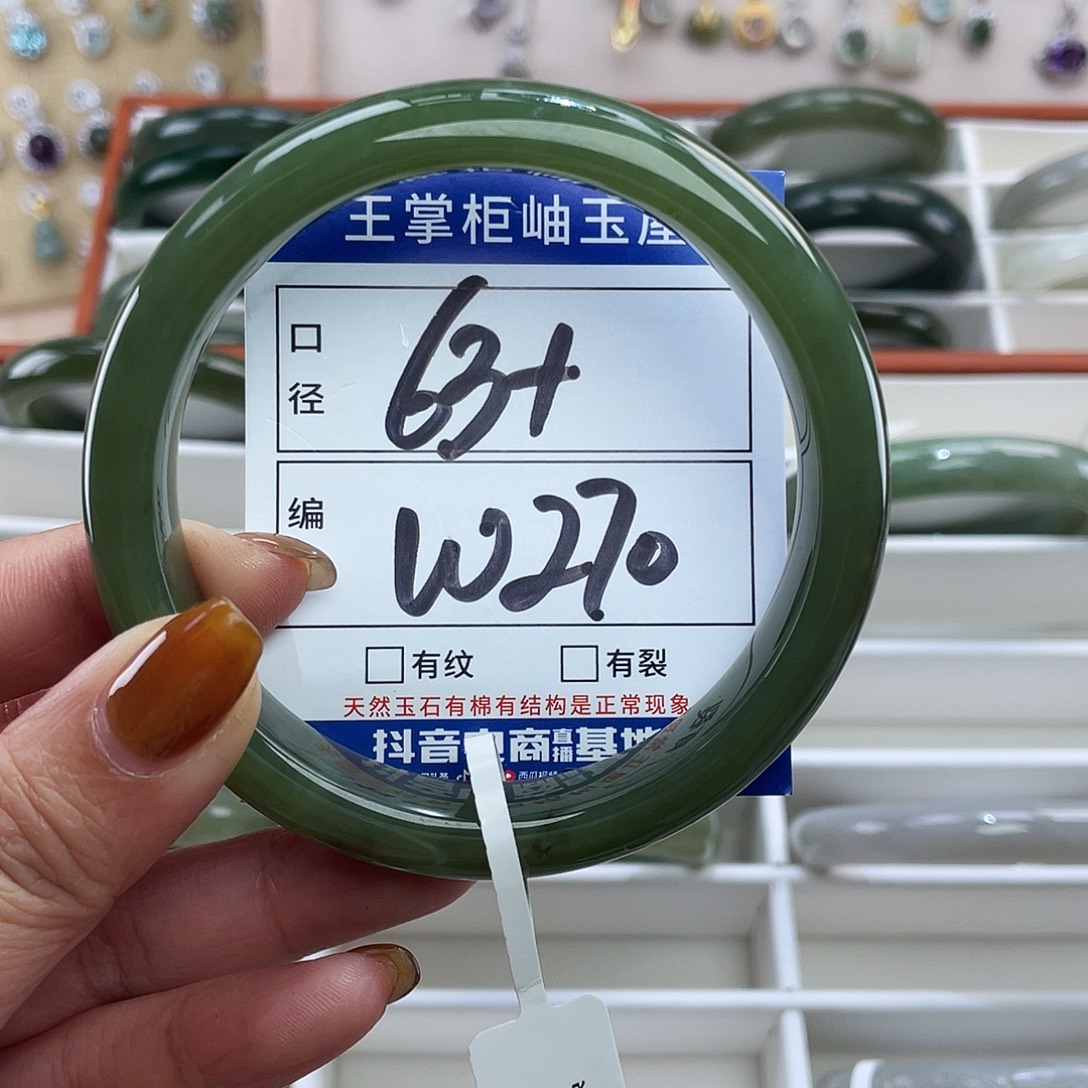 王掌柜岫玉
口径
63+
编
W270
有纹 有裂
天然玉石有棉有结构是正常现象
抖音电商直播基地